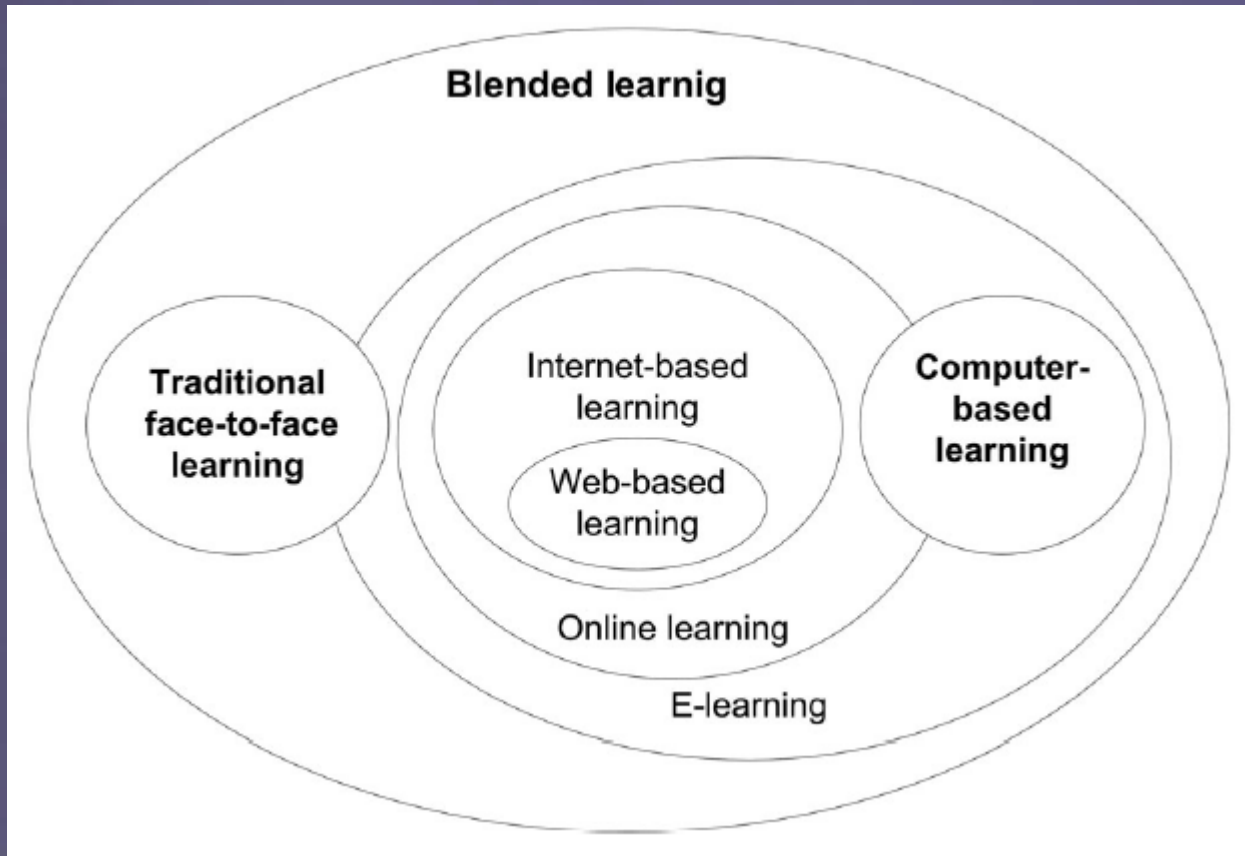 Blended learnig
Traditional
face-to-face
learning
Internet-based
learning
Web-based
learning
Computer-
based
learning
Online learning
E-learning